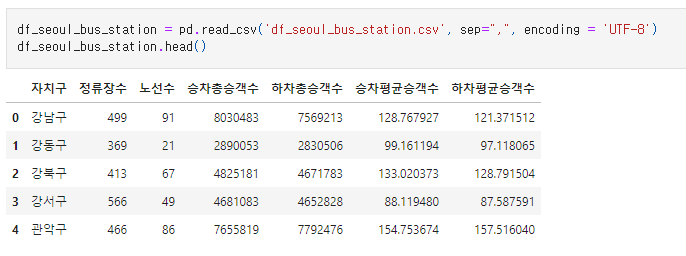 df_seoul_bus_station = pd.read_csv('df_seoul_bus_station.csv', sep=",", encoding = 'UTF-8')
df_seoul_bus_station.head()
자치구 정류장수 노선수 승차총승객수 하차총승객수 승차평균승객수 하차평균승객수
0 강남구 499 91 8030483 7569213 128.767927 121.371512
1 강동구 369 21 2890053 2830506 99.161194 97.118065
2 강북구 413 67 4825181 4671783 133.020373 128.791504
3 강서구 566 49 4681083 4652828 88.119480 87.587591
4 관악구 466 86 7655819 7792476 154.753674 157.516040